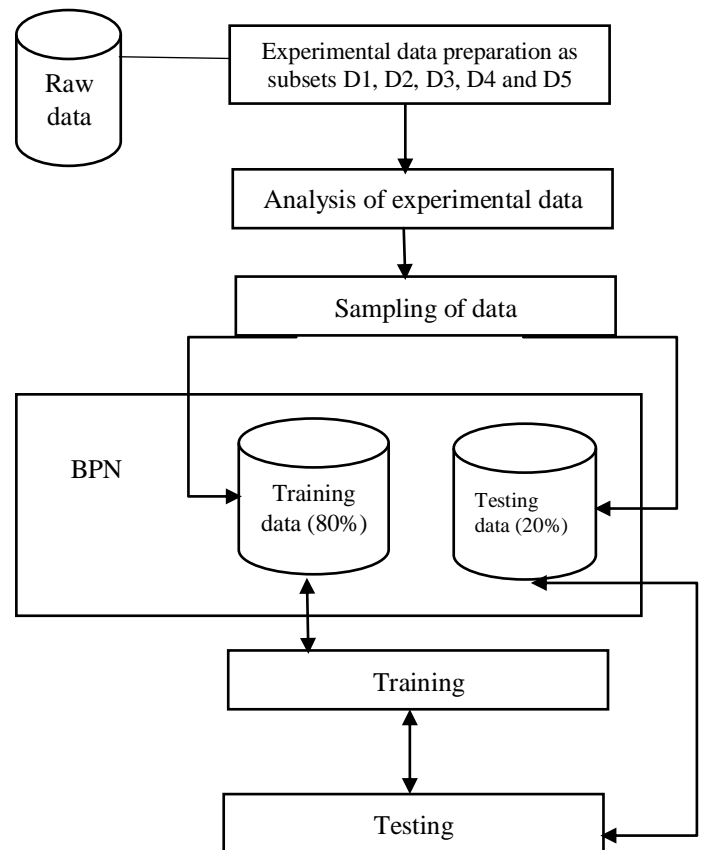 Raw
data
Experimental data preparation as
subsets D1, D2, D3, D4 and D5
Analysis of experimental data
Sampling of data
BPN
Training
data (80%)
Testing
data (20%)
Training
Testing